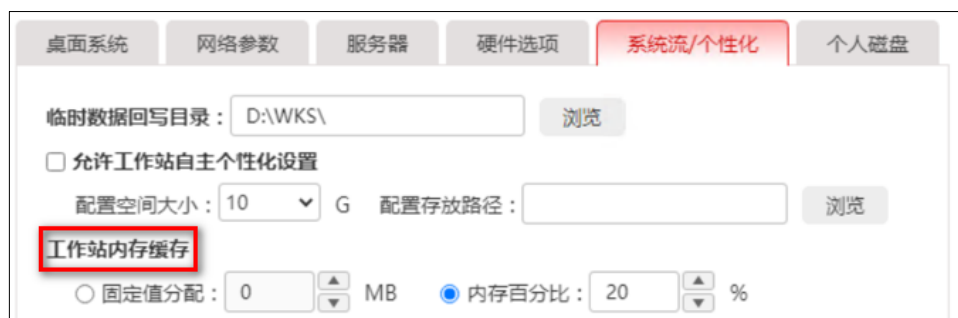 桌面系统 网络参数 服务器 硬件选项 系统流/个性化 个人磁盘
临时数据回写目录： D:\WKS\ 浏览
允许工作站自主个性化设置
配置空间大小： 10 G 配置存放路径： 浏览
工作站内存缓存
固定值分配： 0 MB 内存百分比： 20 %